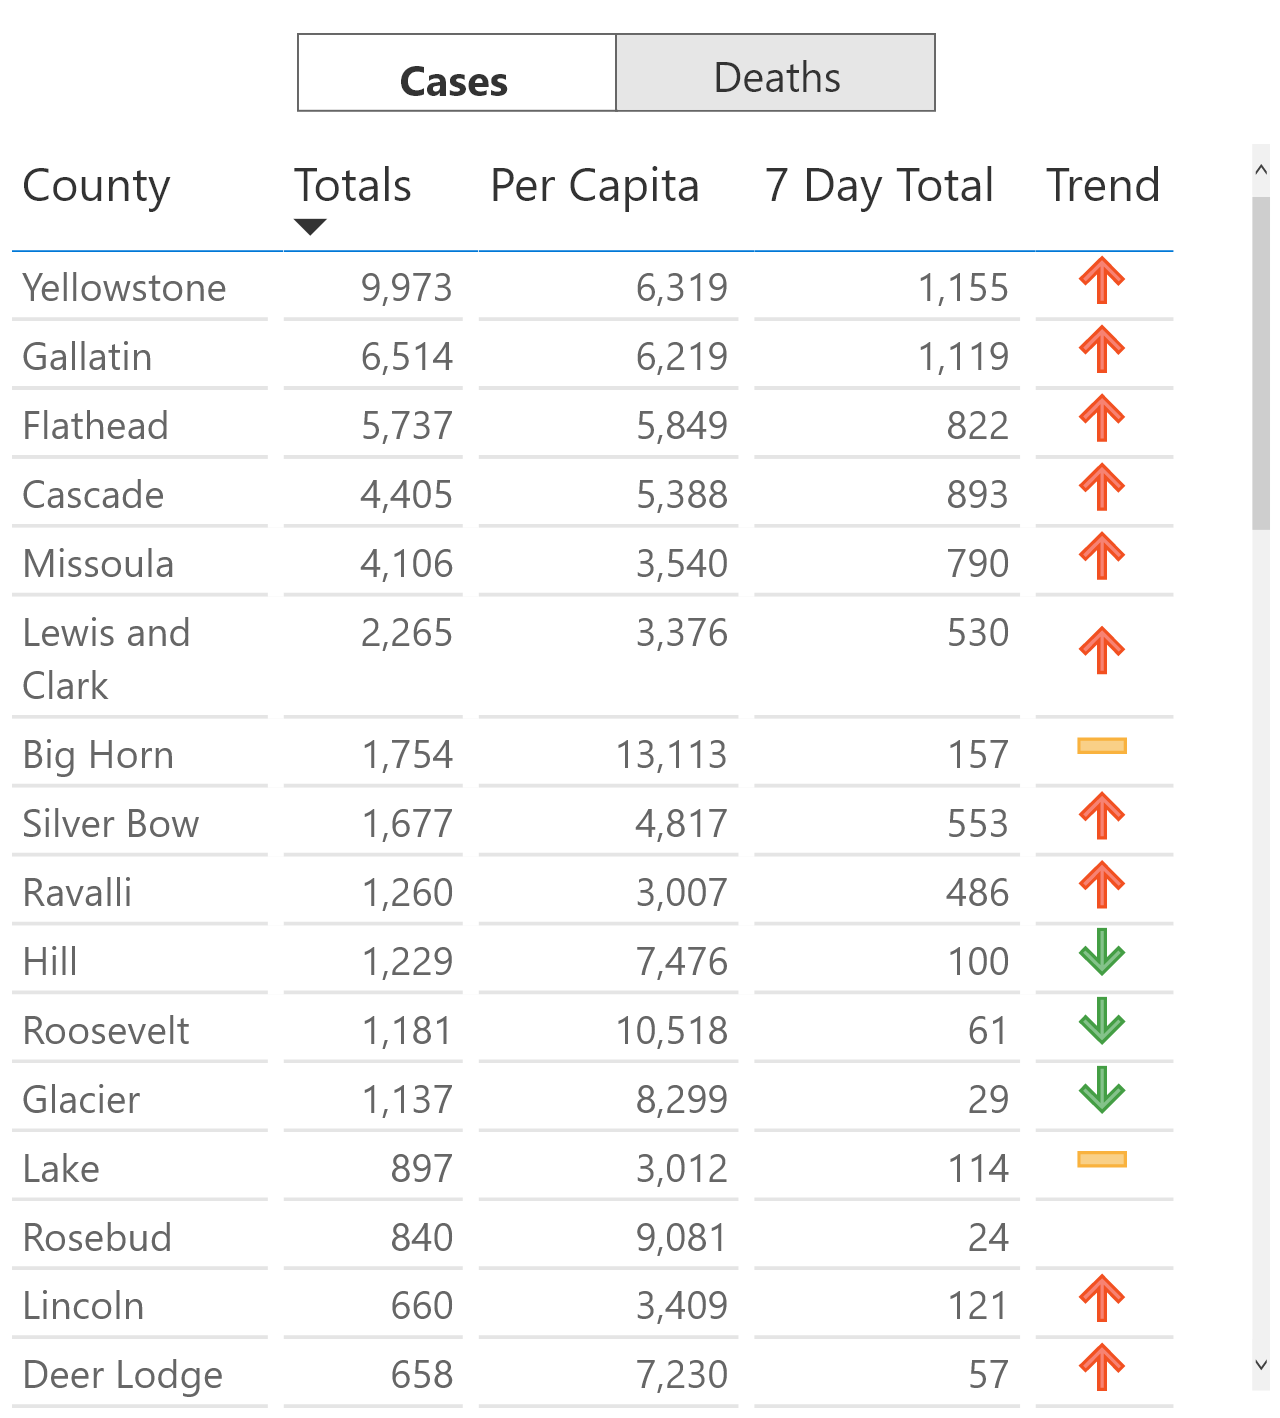 Cases Deaths
County Totals Per Capita 7 Day Total Trend
Yellowstone 9,973 6,319 1,155
Gallatin 6,514 6,219 1,119
Flathead 5,737 5,849 822
Cascade 4,405 5,388 893
Missoula 4,106 3,540 790
Lewis and 2,265 3,376 530
Clark
Big Horn 1,754 13,113 157
Silver Bow 1,677 4,817 553
Ravalli 1,260 3,007 486
Hill 1,229 7,476 100
Roosevelt 1,181 10,518 61
Glacier 1,137 8,299 29
Lake 897 3,012 114
Rosebud 840 9,081 24
Lincoln 660 3,409 121
Deer Lodge 658 7,230 57